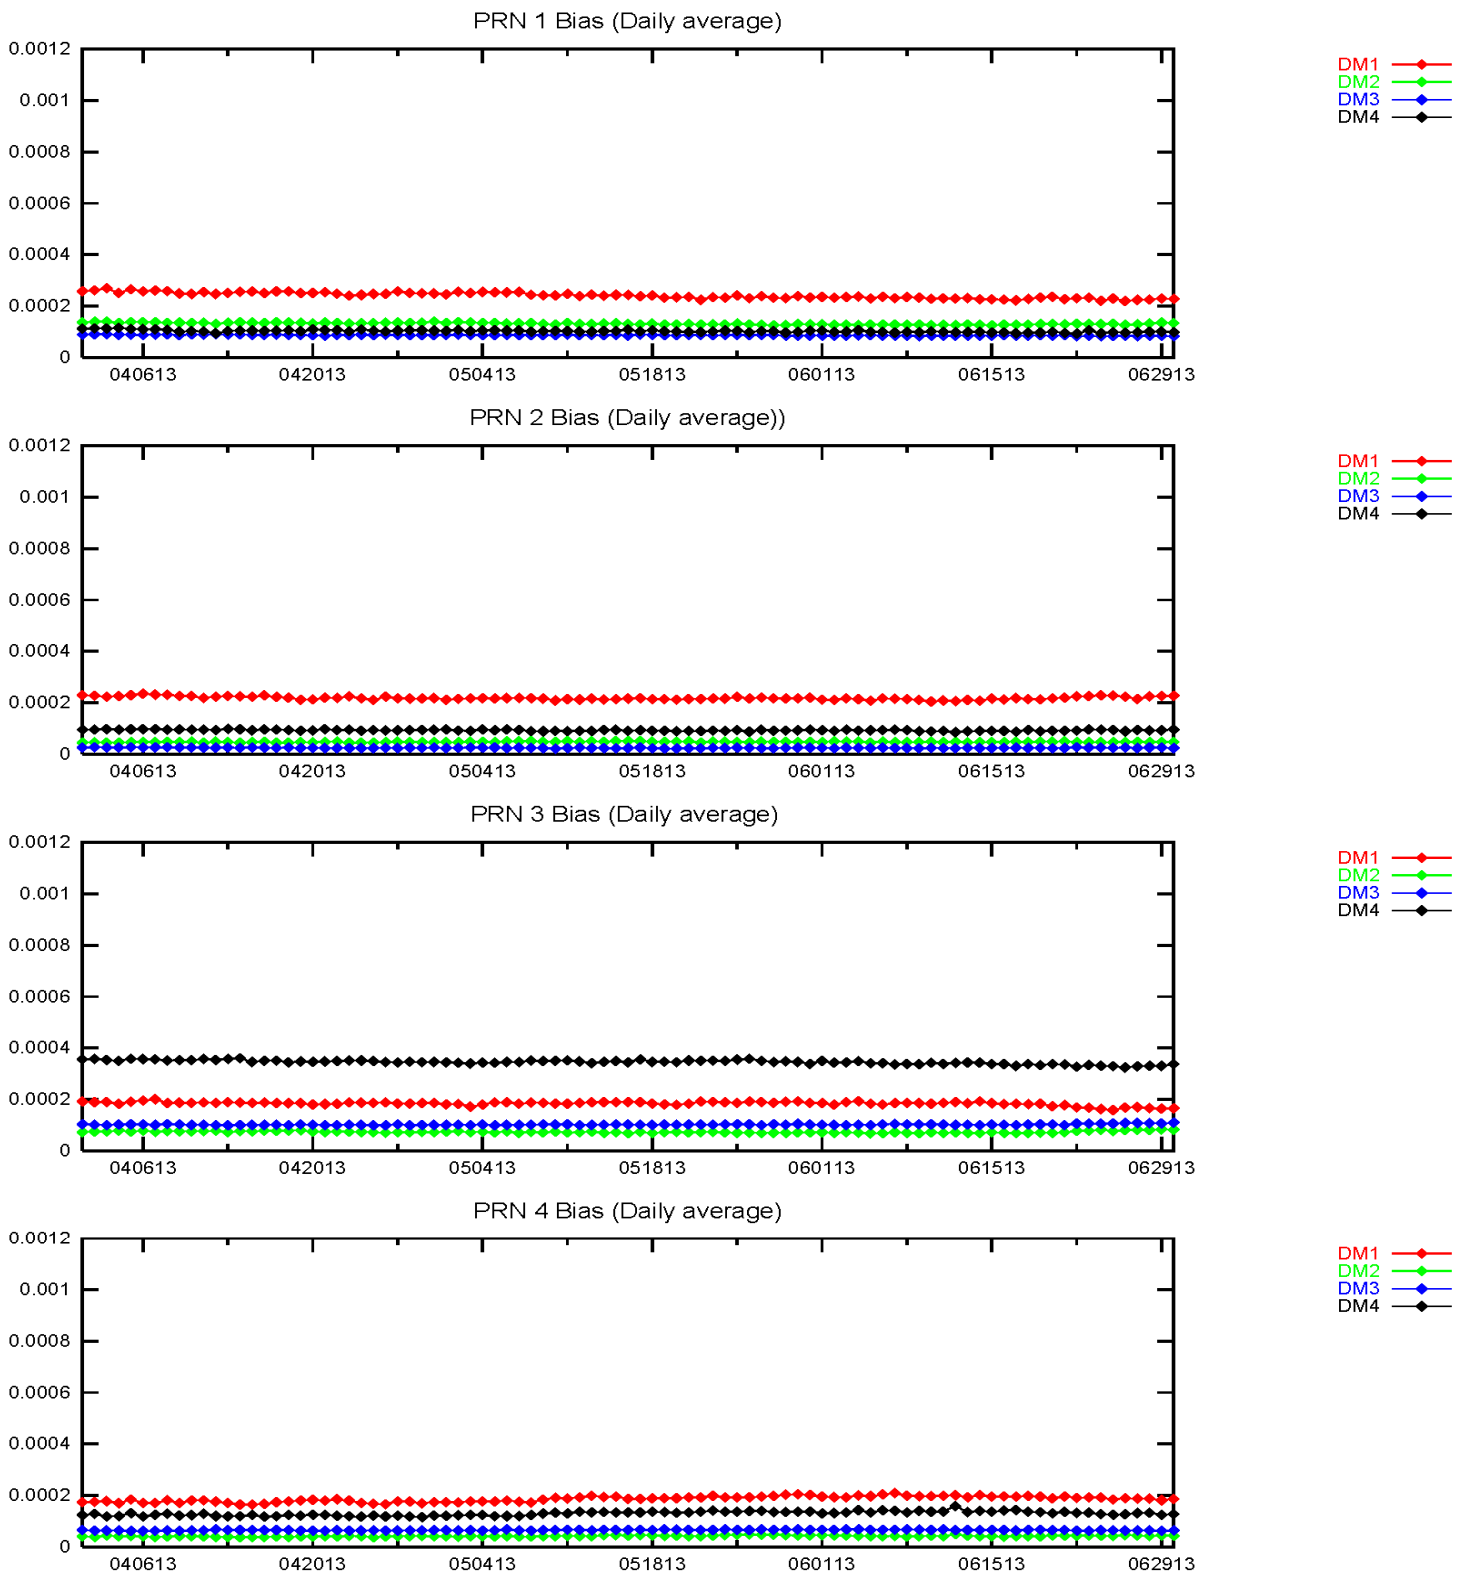 PRN 1 Bias (Daily average)
0.0012
0.001
0.0008
0.0006
0.0004
0.0002
0
040613 042013 050413 051813 060113 061513 062913
DM1
DM2
DM3
DM4
PRN 2 Bias (Daily average))
0.0012
0.001
0.0008
0.0006
0.0004
0.0002
0
040613 042013 050413 051813 060113 061513 062913
DM1
DM2
DM3
DM4
PRN 3 Bias (Daily average)
0.0012
0.001
0.0008
0.0006
0.0004
0.0002
0
040613 042013 050413 051813 060113 061513 062913
DM1
DM2
DM3
DM4
PRN 4 Bias (Daily average)
0.0012
0.001
0.0008
0.0006
0.0004
0.0002
0
040613 042013 050413 051813 060113 061513 062913
DM1
DM2
DM3
DM4